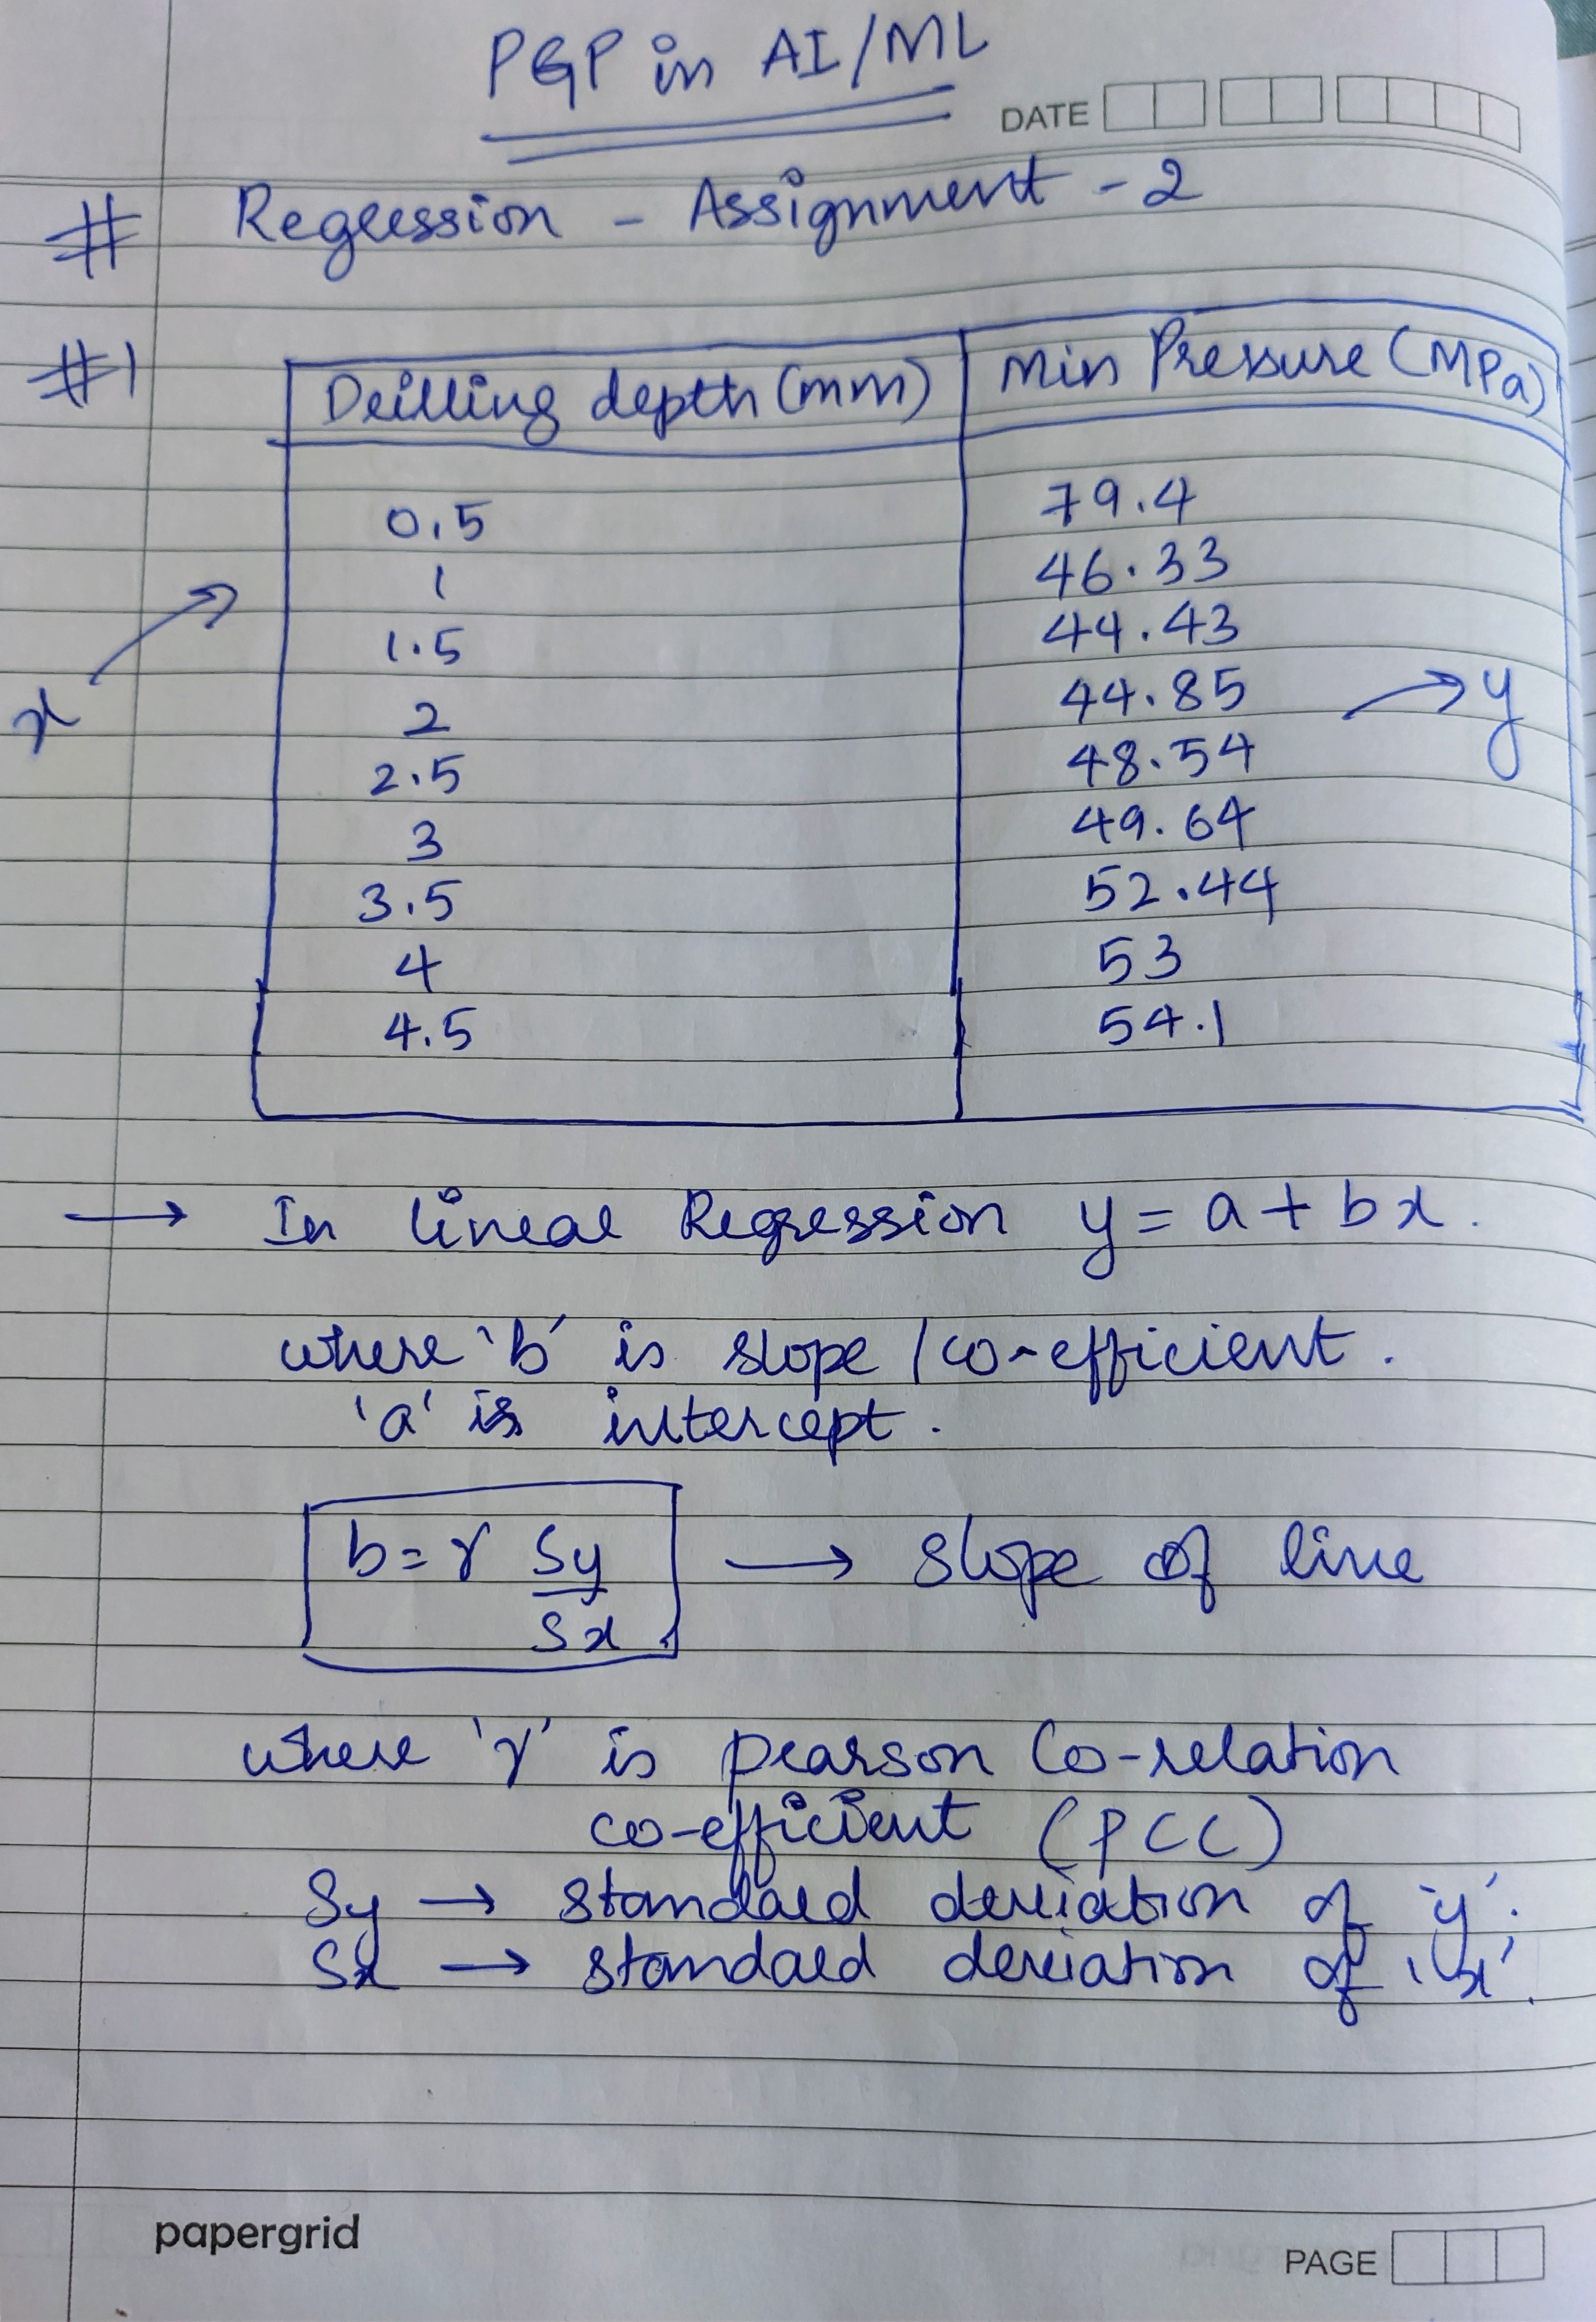 PGP in AI/ML
DATE
# Regression - Assignment - 2
#1
Drilling depth (mm) Min Pressure (MPa)
0.5 79.4
1 46.33
1.5 44.43
x 2 44.85 y
2.5 48.54
3 49.64
3.5 52.44
4 53
4.5 54.1
→ In linear Regression y = a + bx.
where 'b' is slope / co-efficient.
'a' is intercept.
b = r Sy/Sx → slope of line
where 'r' is pearson Co-relation
co-efficient (PCC)
Sy → standard deviation of 'y'.
Sx → standard deviation of 'x'.
papergrid
PAGE